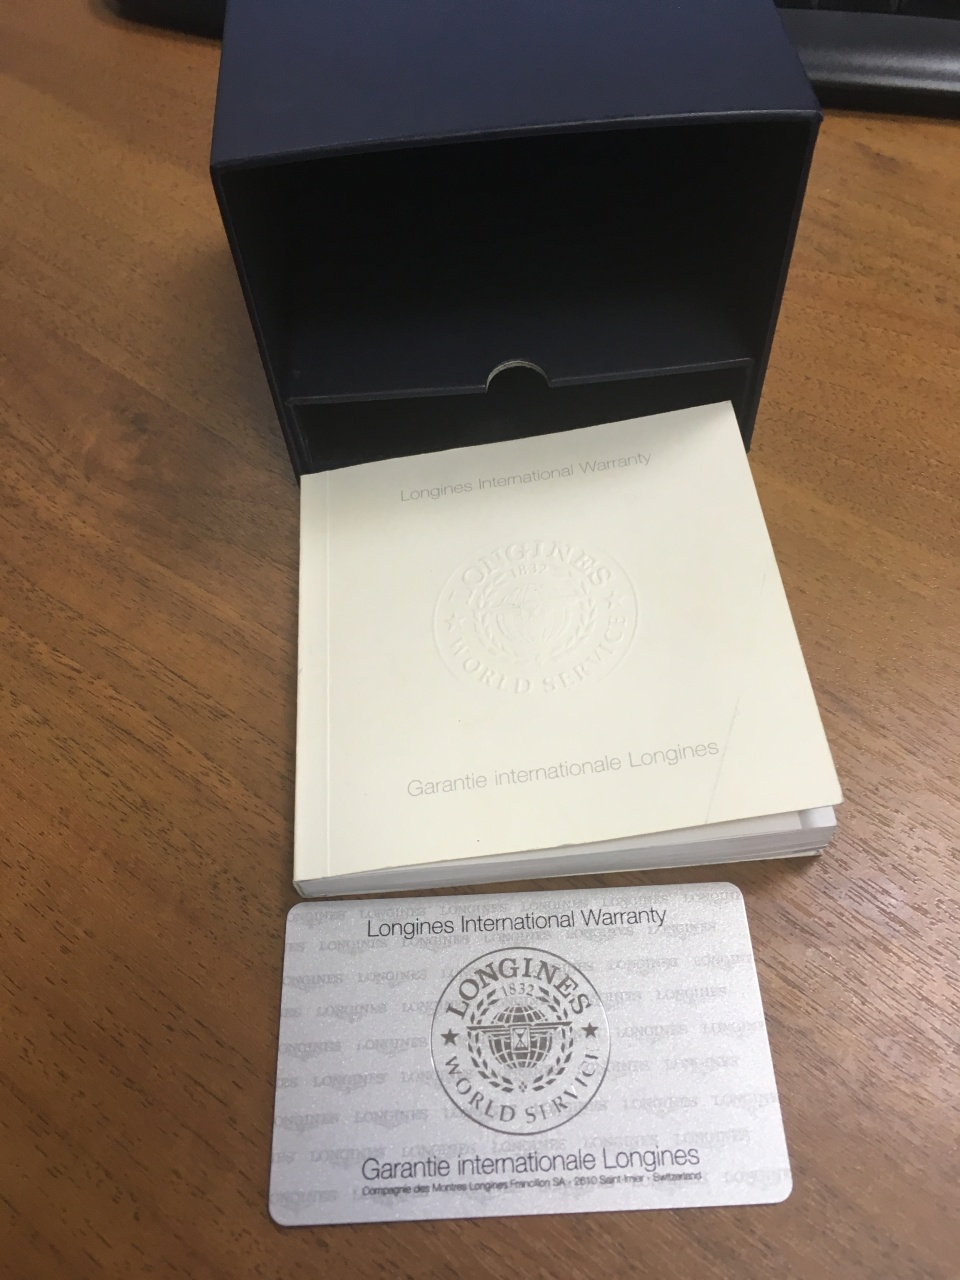 Longines International Warranty
LONGINES
1832
WORLD SERVICE
Garantie internationale Longines
Longines International Warranty
LONGINES
1832
WORLD SERVICE
Garantie internationale Longines
Compagnie des Montres Longines Francillon SA - 2610 Saint-Imier - Switzerland